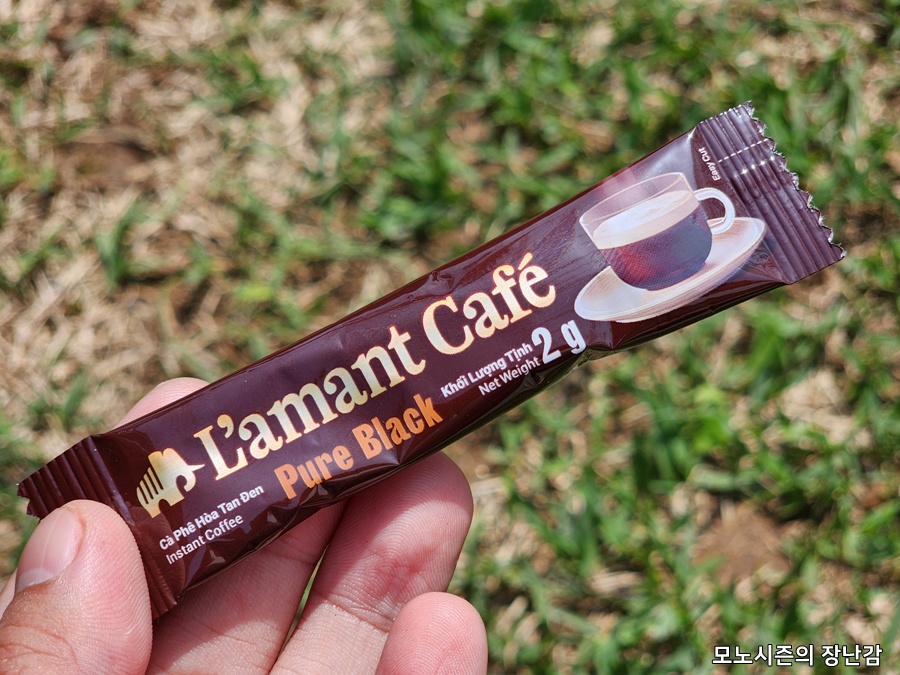 Easy Cut
L'amant Café
Pure Black
Khối Lượng Tịnh
Net Weight
2 g
Cà Phê Hòa Tan Đen
Instant Coffee
모노시즌의 장난감